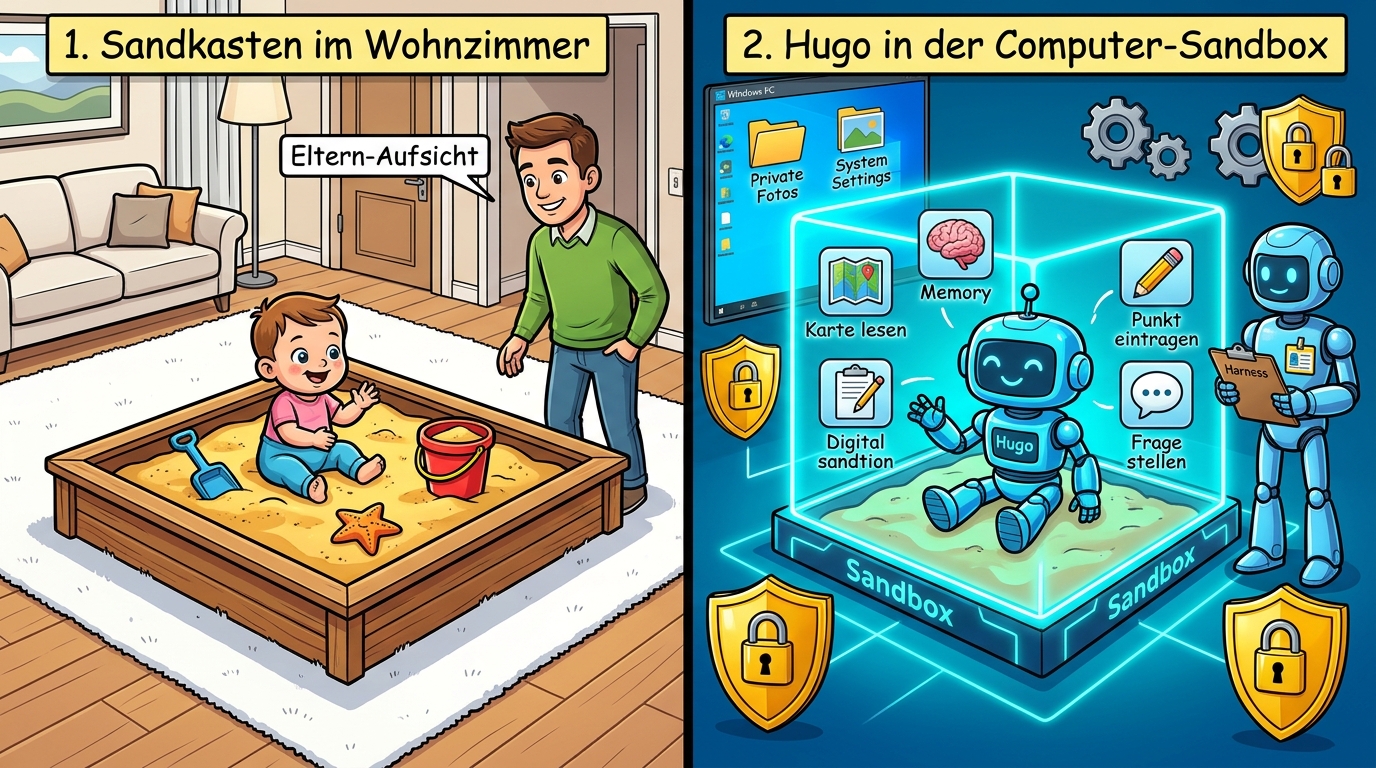 1. Sandkasten im Wohnzimmer
Eltern-Aufsicht
2. Hugo in der Computer-Sandbox
Windows PC
Private
Fotos
System
Settings
Memory
Karte lesen
Punkt
eintragen
Digital
sandtion
Frage
stellen
Hugo
Harness
Sandbox
Sandbox